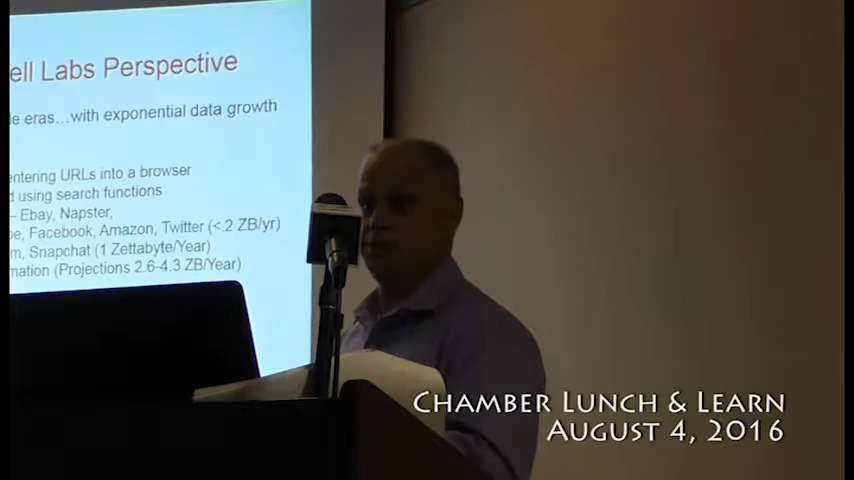 ell Labs Perspective
le eras...with exponential data growth
entering URLs into a browser
d using search functions
– Ebay, Napster,
be, Facebook, Amazon, Twitter (<.2 ZB/yr)
m, Snapchat (1 Zettabyte/Year)
mation (Projections 2.6-4.3 ZB/Year)
CHAMBER LUNCH & LEARN
AUGUST 4, 2016